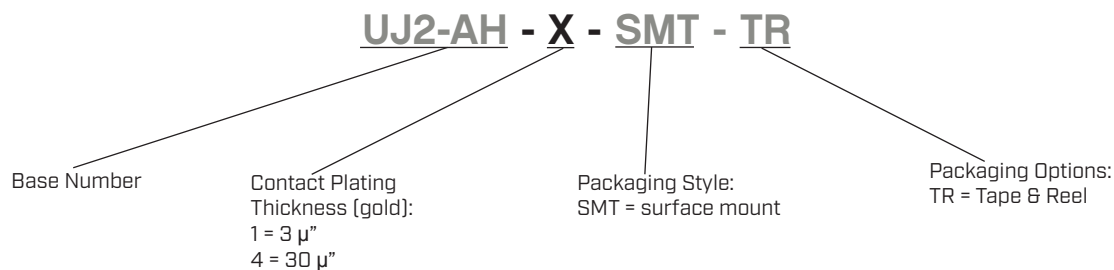 UJ2-AH - X - SMT - TR
Base Number
Contact Plating
Thickness (gold):
1 = 3 µ”
4 = 30 µ”
Packaging Style:
SMT = surface mount
Packaging Options:
TR = Tape & Reel